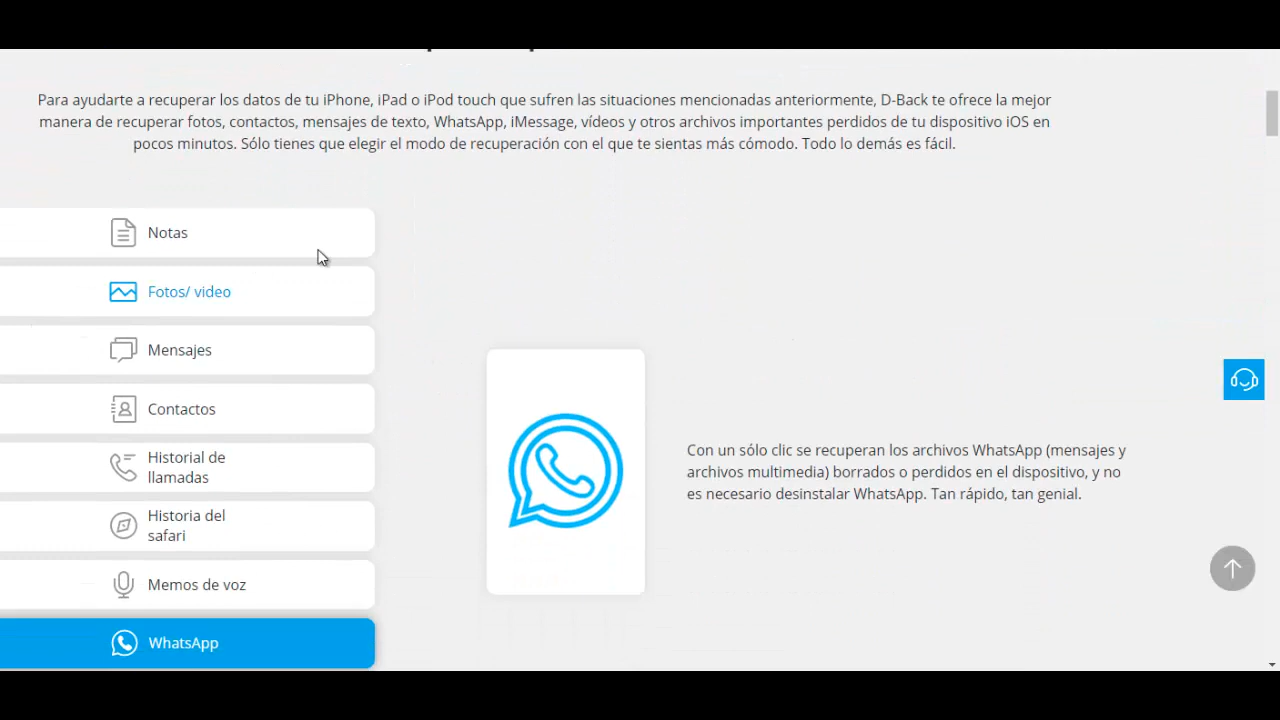 Para ayudarte a recuperar los datos de tu iPhone, iPad o iPod touch que sufren las situaciones mencionadas anteriormente, D-Back te ofrece la mejor
manera de recuperar fotos, contactos, mensajes de texto, WhatsApp, iMessage, vídeos y otros archivos importantes perdidos de tu dispositivo iOS en
pocos minutos. Sólo tienes que elegir el modo de recuperación con el que te sientas más cómodo. Todo lo demás es fácil.
Notas
Fotos/ video
Mensajes
Contactos
Historial de
llamadas
Historia del
safari
Memos de voz
WhatsApp
Con un sólo clic se recuperan los archivos WhatsApp (mensajes y
archivos multimedia) borrados o perdidos en el dispositivo, y no
es necesario desinstalar WhatsApp. Tan rápido, tan genial.